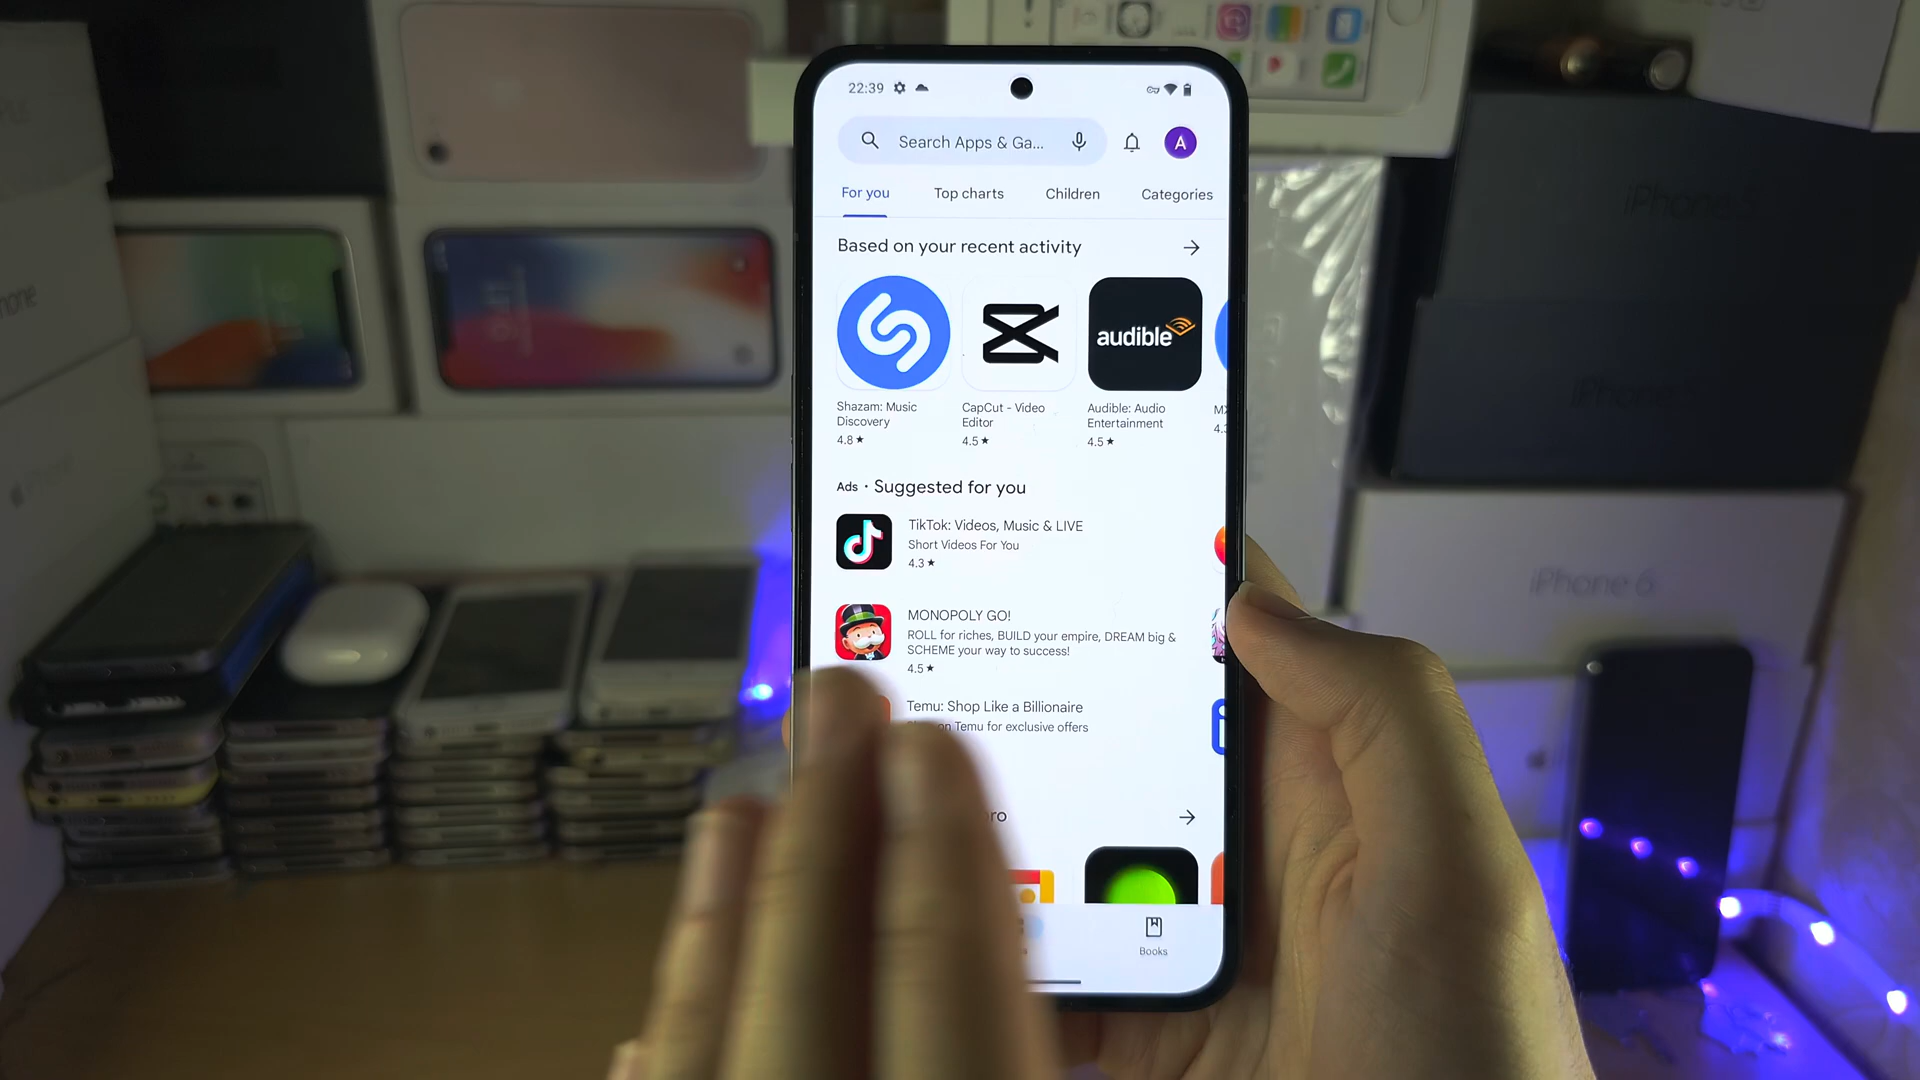 22:39
Search Apps & Ga...
A
For you
Top charts
Children
Categories
Based on your recent activity
audible
Shazam: Music
Discovery
4.8 ★
CapCut - Video
Editor
4.5 ★
Audible: Audio
Entertainment
4.5 ★
Ads · Suggested for you
TikTok: Videos, Music & LIVE
Short Videos For You
4.3 ★
MONOPOLY GO!
ROLL for riches, BUILD your empire, DREAM big &
SCHEME your way to success!
4.5 ★
Temu: Shop Like a Billionaire
on Temu for exclusive offers
Books
iPhone 6